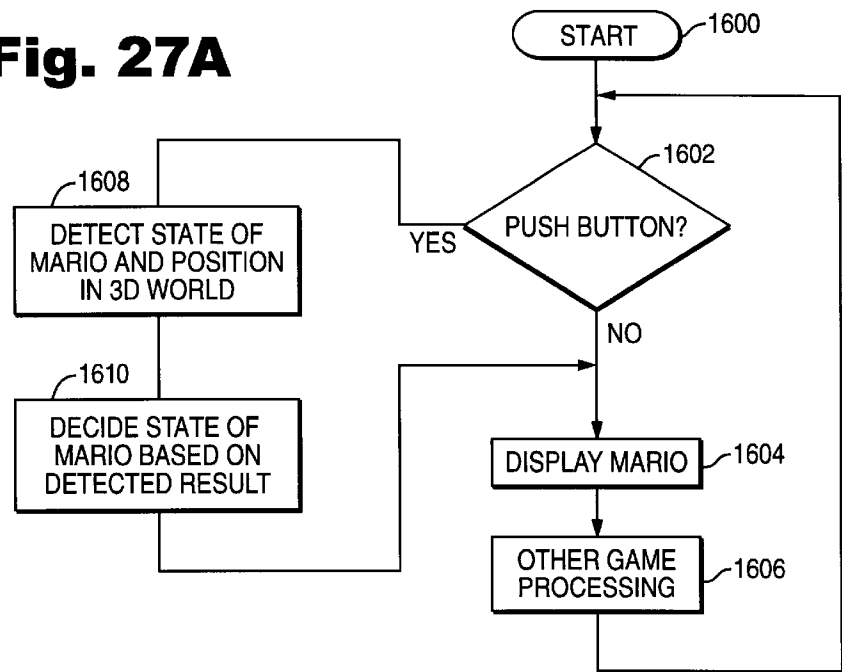 Fig. 27A
START
1600
1602
PUSH BUTTON?
YES
NO
1608
DETECT STATE OF
MARIO AND POSITION
IN 3D WORLD
1610
DECIDE STATE OF
MARIO BASED ON
DETECTED RESULT
DISPLAY MARIO
1604
OTHER GAME
PROCESSING
1606